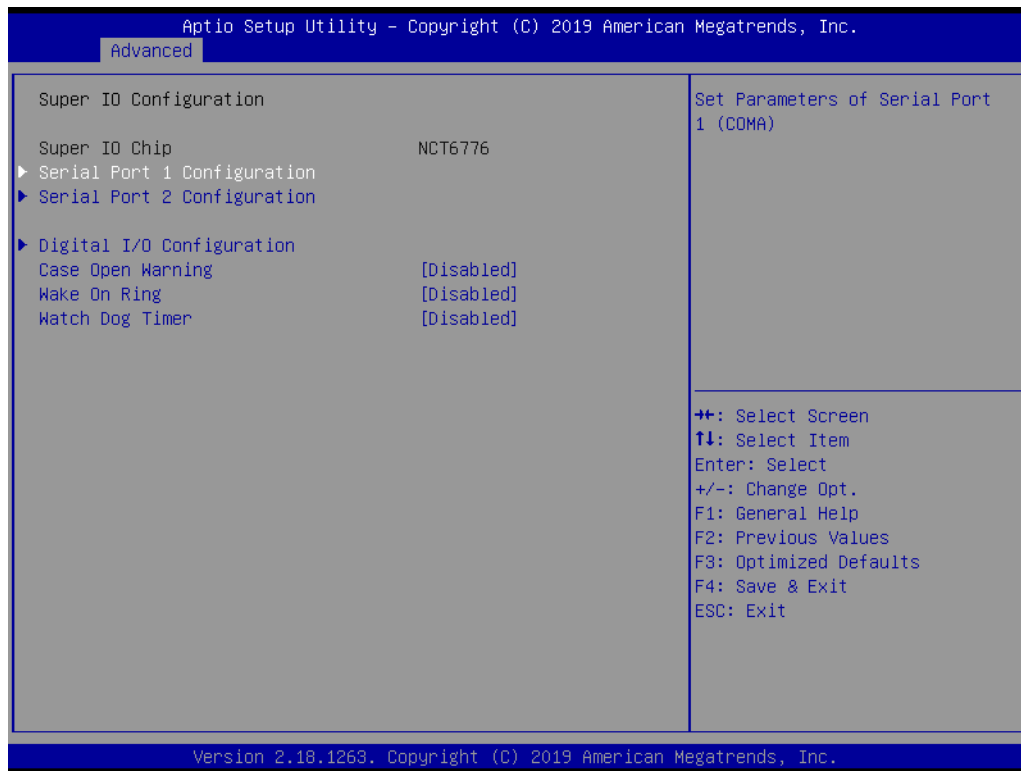 Aptio Setup Utility – Copyright (C) 2019 American Megatrends, Inc.
Advanced
Super IO Configuration
Super IO Chip NCT6776
▶ Serial Port 1 Configuration
▶ Serial Port 2 Configuration
▶ Digital I/O Configuration
Case Open Warning [Disabled]
Wake On Ring [Disabled]
Watch Dog Timer [Disabled]
Set Parameters of Serial Port
1 (COMA)
→←: Select Screen
↑↓: Select Item
Enter: Select
+/-: Change Opt.
F1: General Help
F2: Previous Values
F3: Optimized Defaults
F4: Save & Exit
ESC: Exit
Version 2.18.1263. Copyright (C) 2019 American Megatrends, Inc.